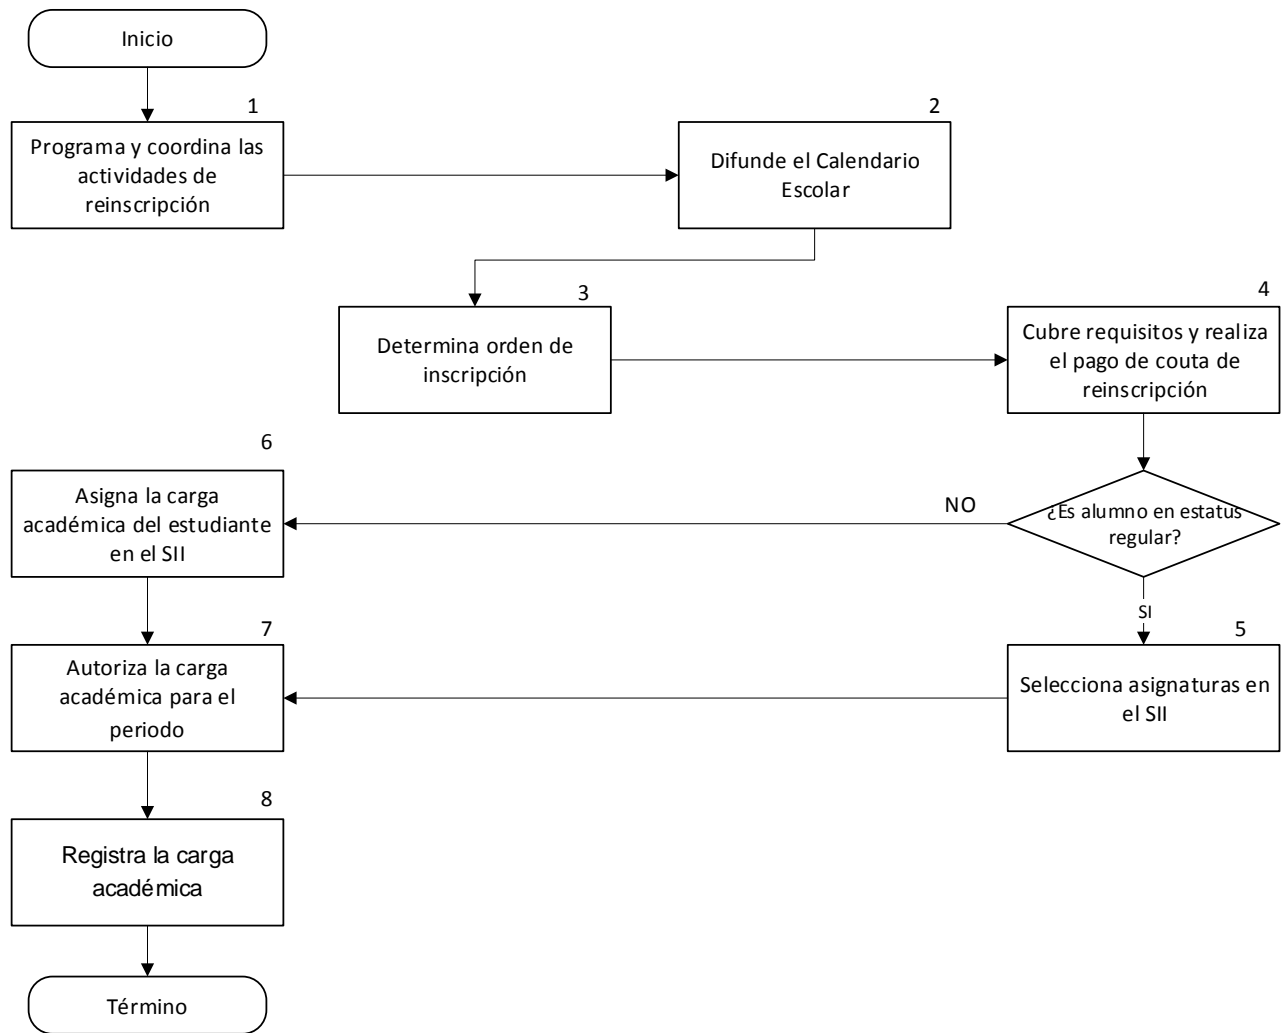 Inicio
1
Programa y coordina las
actividades de
reinscripción
2
Difunde el Calendario
Escolar
3
Determina orden de
inscripción
4
Cubre requisitos y realiza
el pago de couta de
reinscripción
¿Es alumno en estatus
regular?
NO
SI
5
Selecciona asignaturas en
el SII
6
Asigna la carga
académica del estudiante
en el SII
7
Autoriza la carga
académica para el
periodo
8
Registra la carga
académica
Término